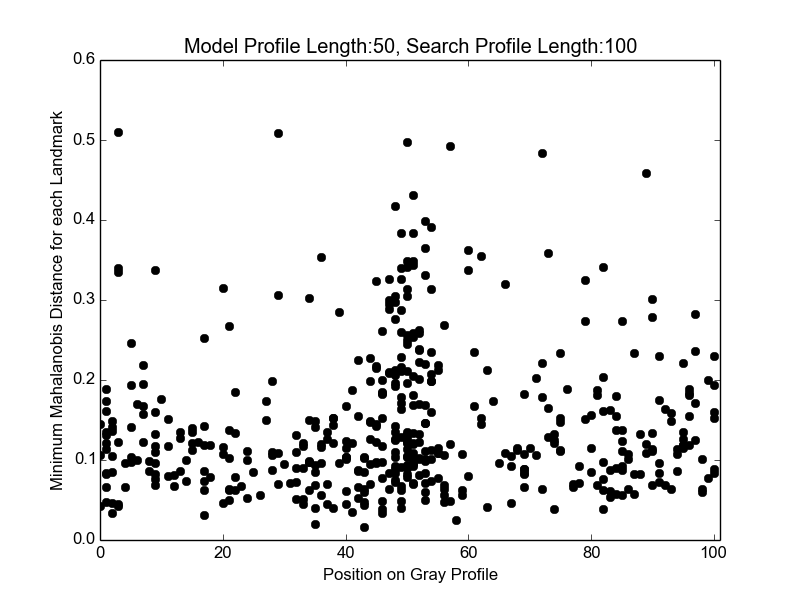 Model Profile Length:50, Search Profile Length:100
Minimum Mahalanobis Distance for each Landmark
0.6
0.5
0.4
0.3
0.2
0.1
0.0
0 20 40 60 80 100
Position on Gray Profile